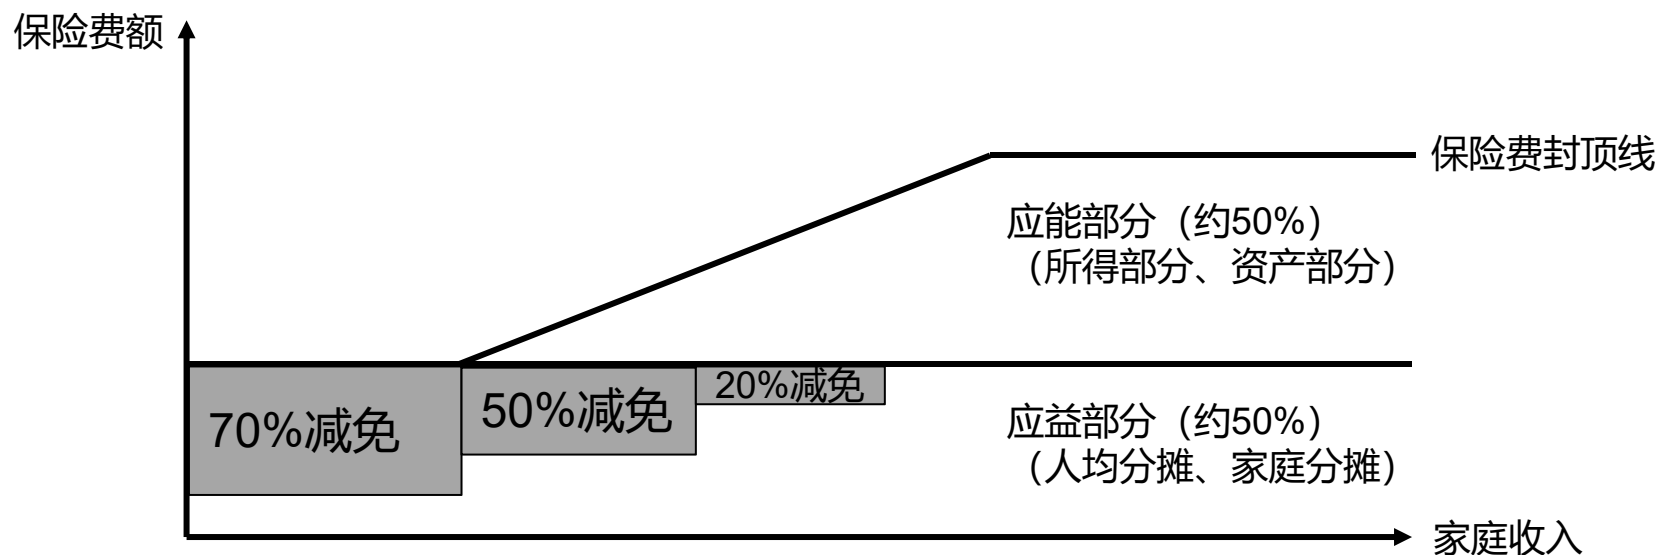 保险费额
保险费封顶线
应能部分（约50%）
（所得部分、资产部分）
70%减免
50%减免
20%减免
应益部分（约50%）
（人均分摊、家庭分摊）
家庭收入